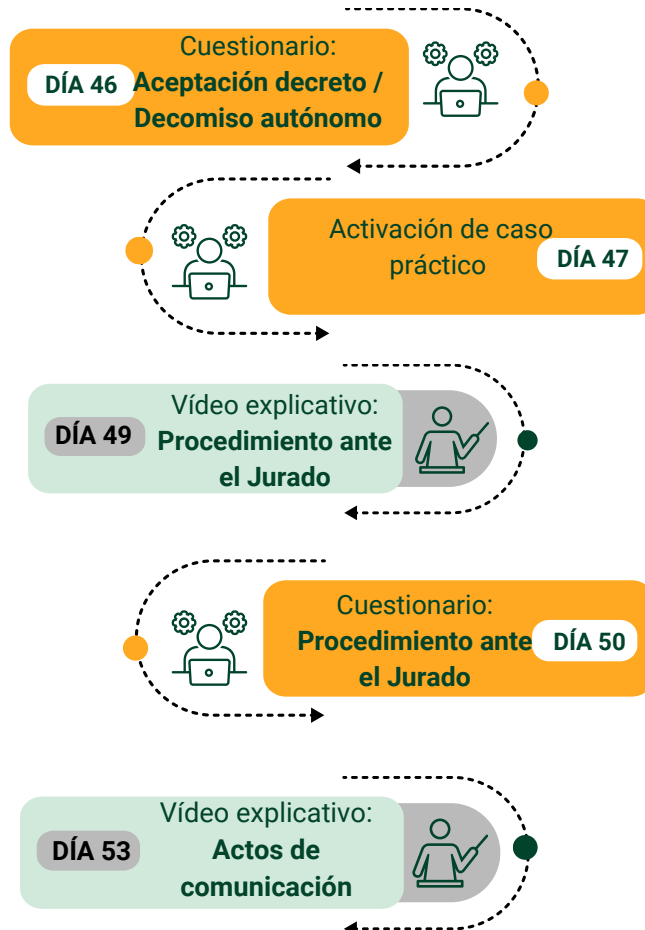 Cuestionario:
DÍA 46
Aceptación decreto /
Decomiso autónomo
Activación de caso
práctico
DÍA 47
Vídeo explicativo:
DÍA 49
Procedimiento ante
el Jurado
Cuestionario:
Procedimiento ante
DÍA 50
el Jurado
Vídeo explicativo:
DÍA 53
Actos de
comunicación